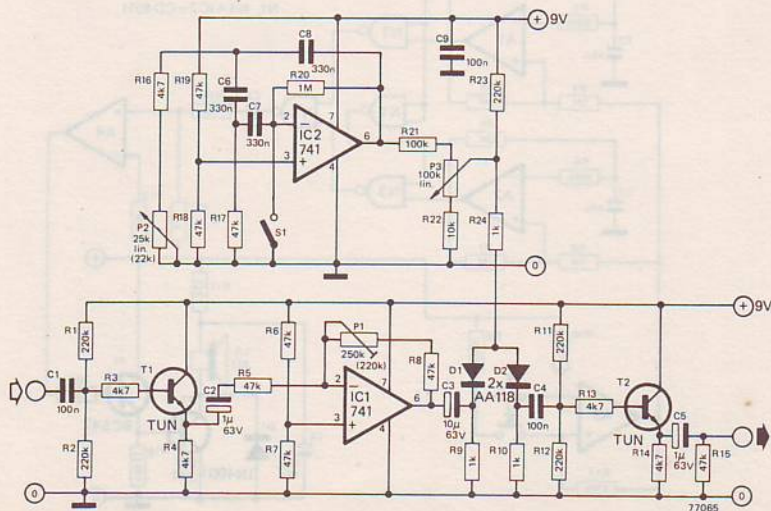 + 9V
C8
330n
R16
4k7
R19
47k
C6
330n
C7
330n
R20
1M
C9
100n
R23
220k
2
3
7
6
4
IC2
741
R21
100k
P3
100k
lin.
P2
25k
lin
(22k)
R18
47k
R17
47k
S1
R22
10k
R24
1k
0
+ 9V
R1
220k
R6
47k
P1
250k
(220k)
R11
220k
T1
R5
47k
R8
47k
D1
D2
2x
AA118
T2
C1
100n
R3
4k7
C2
1µ
63V
2
3
7
6
4
IC1
741
C3
10µ
63V
C4
100n
R13
4k7
C5
1µ
63V
TUN
TUN
R2
220k
R4
4k7
R7
47k
R9
1k
R10
1k
R12
220k
R14
4k7
47k
R15
0
0
77065